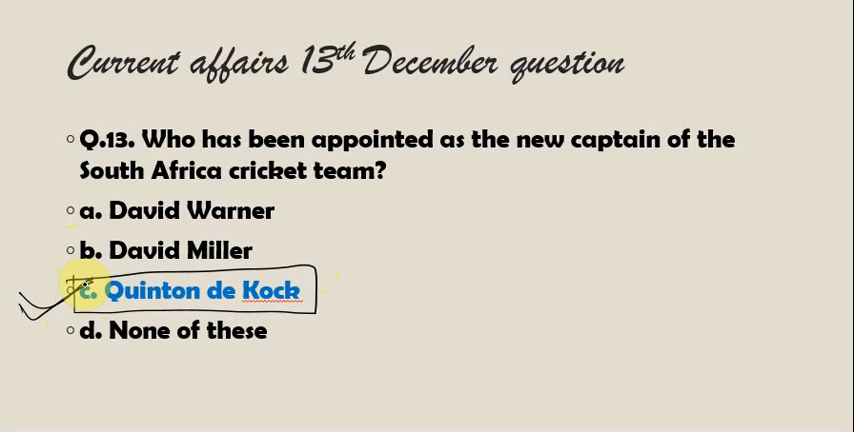 Current affairs 13th December question
Q.13. Who has been appointed as the new captain of the
South Africa cricket team?
a. David Warner
b. David Miller
c. Quinton de Kock
d. None of these